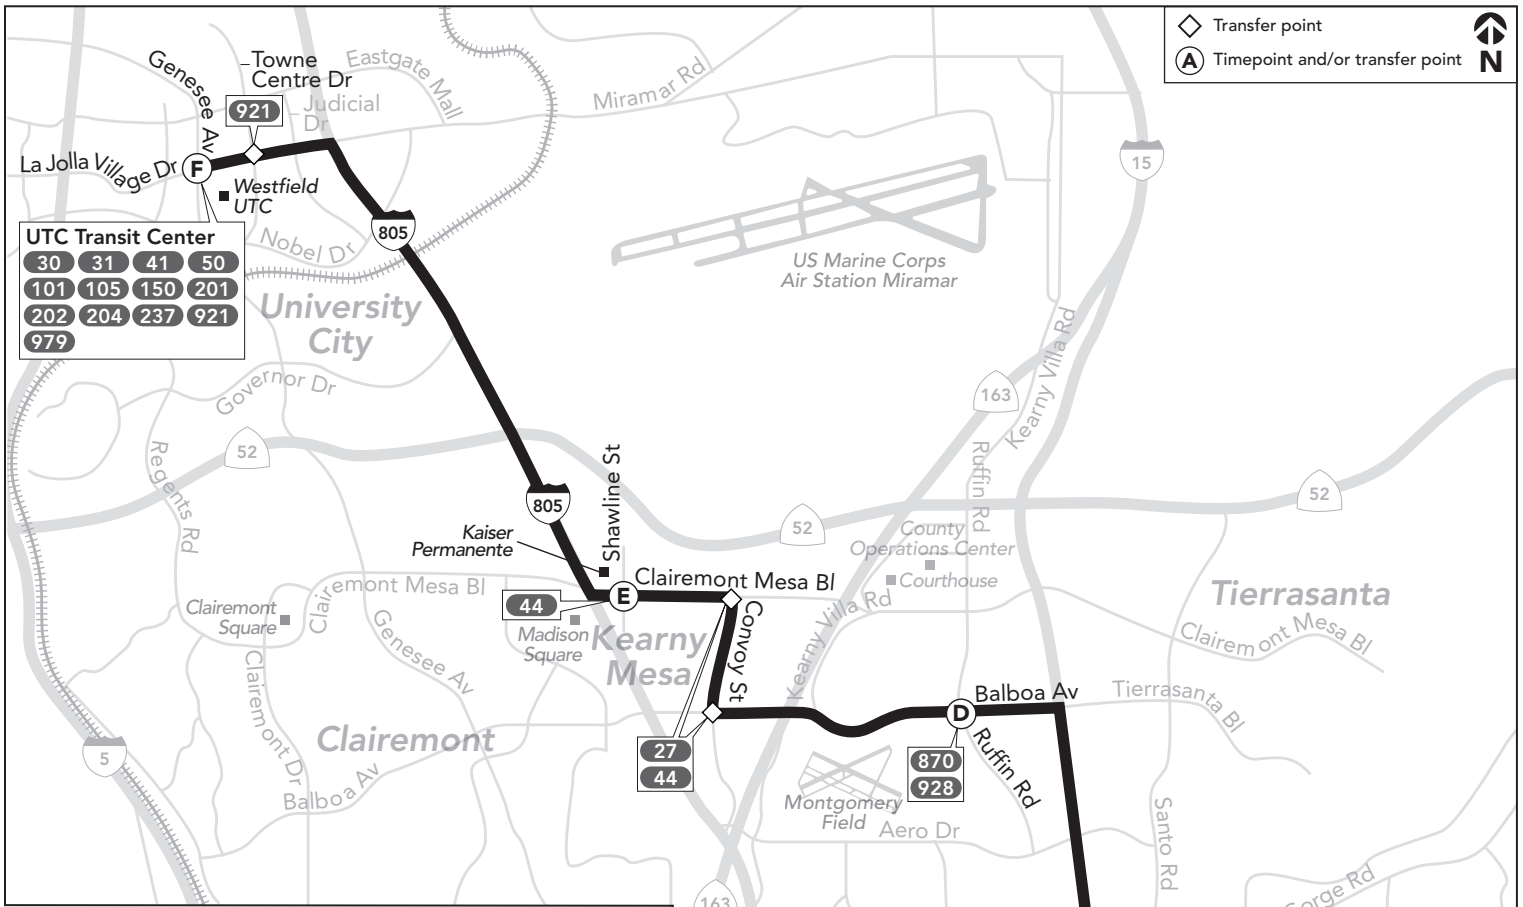 Transfer point
A
Timepoint and/or transfer point
N
Genesee Av
Towne
Centre Dr
Eastgate Mall
Judicial
Dr
Miramar Rd
921
La Jolla Village Dr
F
Westfield
UTC
15
UTC Transit Center
30 31 41 50
101 105 150 201
202 204 237 921
979
Nobel Dr
805
US Marine Corps
Air Station Miramar
University
City
Governor Dr
Kearny Villa Rd
163
52
Regents Rd
805
Shawline St
Kaiser
Permanente
52
Ruffin Rd
52
County
Operations Center
Courthouse
Clairemont Mesa Bl
44
E
Clairemont Mesa Bl
Clairemont
Square
Madison
Square
Kearny
Mesa
Convoy St
Kearny Villa Rd
Tierrasanta
Clairemont Mesa Bl
Genesee Av
Clairemont Dr
Clairemont
Balboa Av
5
27
44
D
Balboa Av
Tierrasanta Bl
870
928
Ruffin Rd
Montgomery
Field
Aero Dr
Santo Rd
163
Gorge Rd